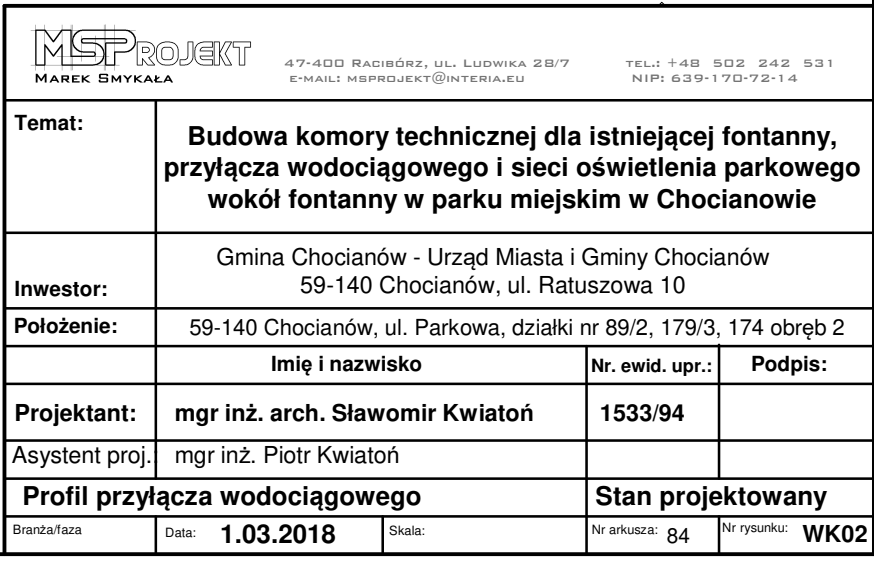 MSPROJEKT
MAREK SMYKAŁA
47-400 RACIBÓRZ, UL. LUDWIKA 28/7
E-MAIL: MSPROJEKT@INTERIA.EU
TEL.: +48 502 242 531
NIP: 639-170-72-14
Temat:
Budowa komory technicznej dla istniejącej fontanny,
przyłącza wodociągowego i sieci oświetlenia parkowego
wokół fontanny w parku miejskim w Chocianowie
Inwestor:
Gmina Chocianów - Urząd Miasta i Gminy Chocianów
59-140 Chocianów, ul. Ratuszowa 10
Położenie: 59-140 Chocianów, ul. Parkowa, działki nr 89/2, 179/3, 174 obręb 2
Imię i nazwisko Nr. ewid. upr.: Podpis:
Projektant: mgr inż. arch. Sławomir Kwiatoń 1533/94
Asystent proj.: mgr inż. Piotr Kwiatoń
Profil przyłącza wodociągowego Stan projektowany
Branża/faza Data: 1.03.2018 Skala: Nr arkusza: 84 Nr rysunku: WK02